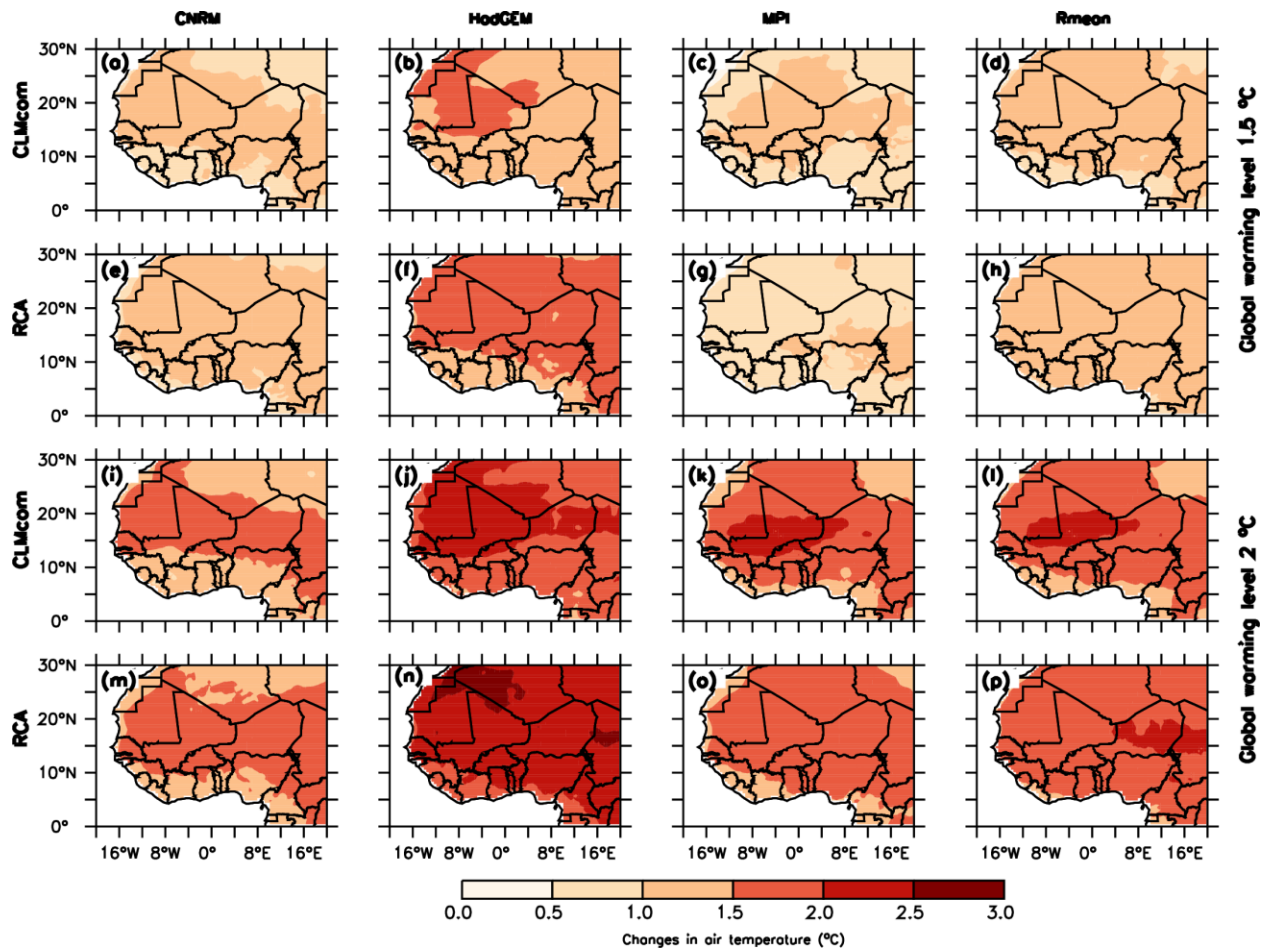 CNRM HadGEM MPI Rmean
30°N (a) (b) (c) (d)
20°N
10°N
0°
CLMcom
Global warming level 1.5 °C
30°N (e) (f) (g) (h)
20°N
10°N
0°
RCA
30°N (i) (j) (k) (l)
20°N
10°N
0°
CLMcom
Global warming level 2 °C
30°N (m) (n) (o) (p)
20°N
10°N
0°
RCA
16°W 8°W 0° 8°E 16°E 16°W 8°W 0° 8°E 16°E 16°W 8°W 0° 8°E 16°E 16°W 8°W 0° 8°E 16°E
0.0 0.5 1.0 1.5 2.0 2.5 3.0
Changes in air temperature (°C)